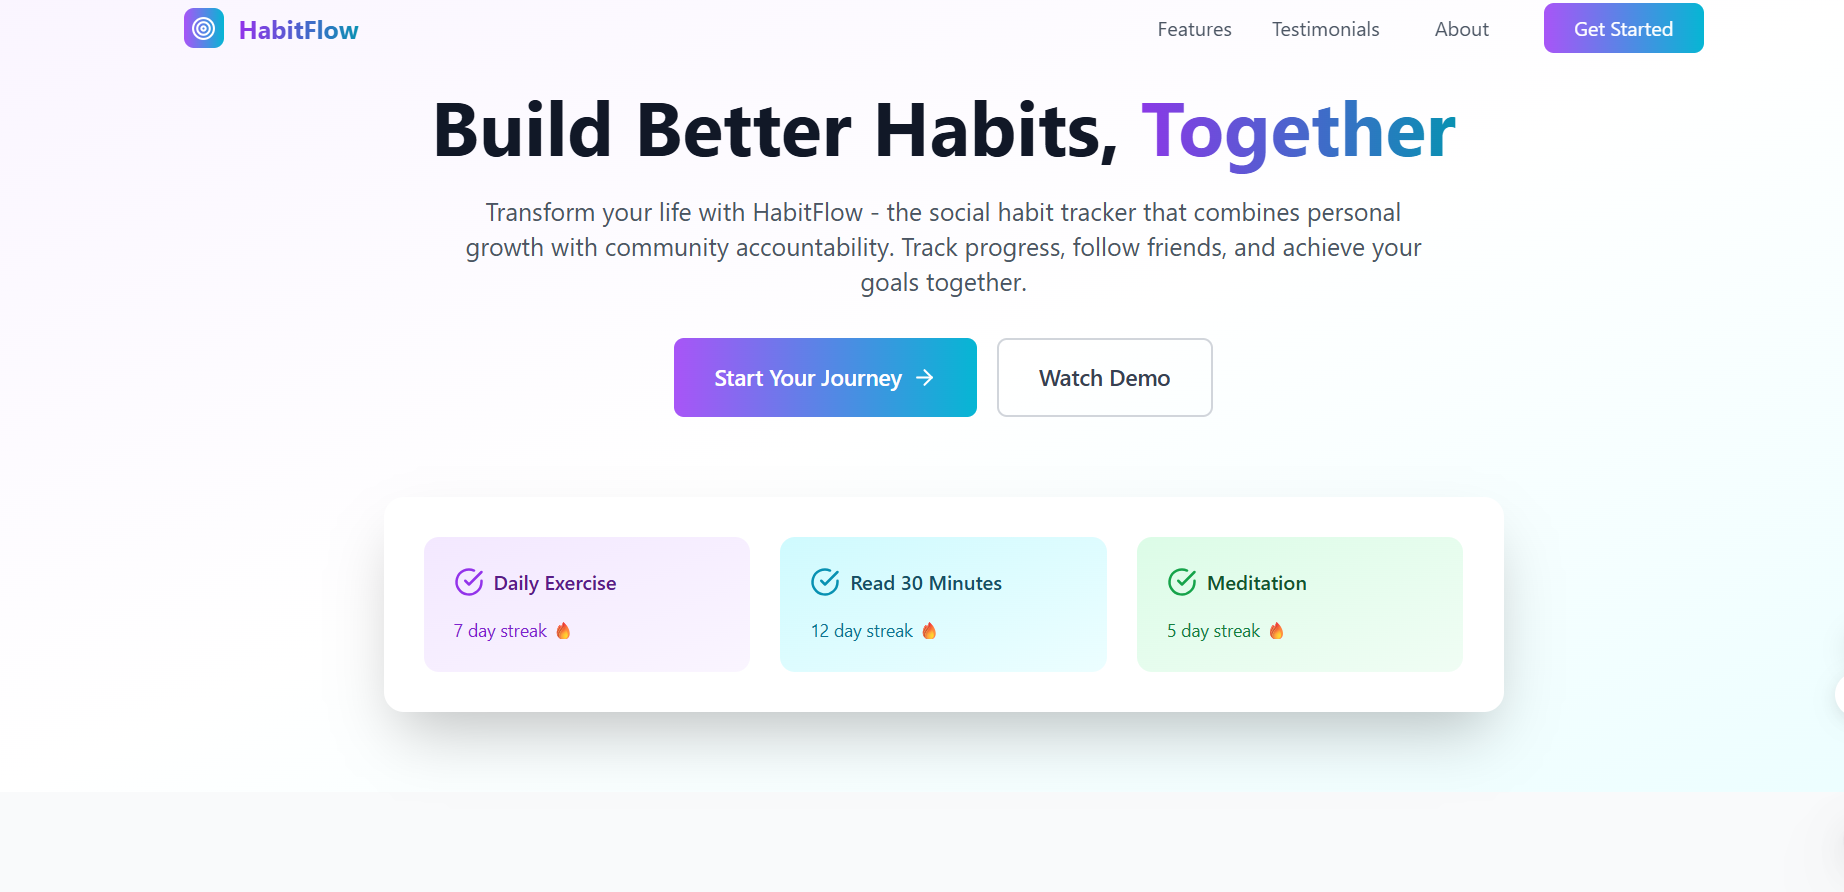 HabitFlow
Features
Testimonials
About
Get Started
Build Better Habits, Together
Transform your life with HabitFlow - the social habit tracker that combines personal
growth with community accountability. Track progress, follow friends, and achieve your
goals together.
Start Your Journey →
Watch Demo
Daily Exercise
7 day streak 🔥
Read 30 Minutes
12 day streak 🔥
Meditation
5 day streak 🔥